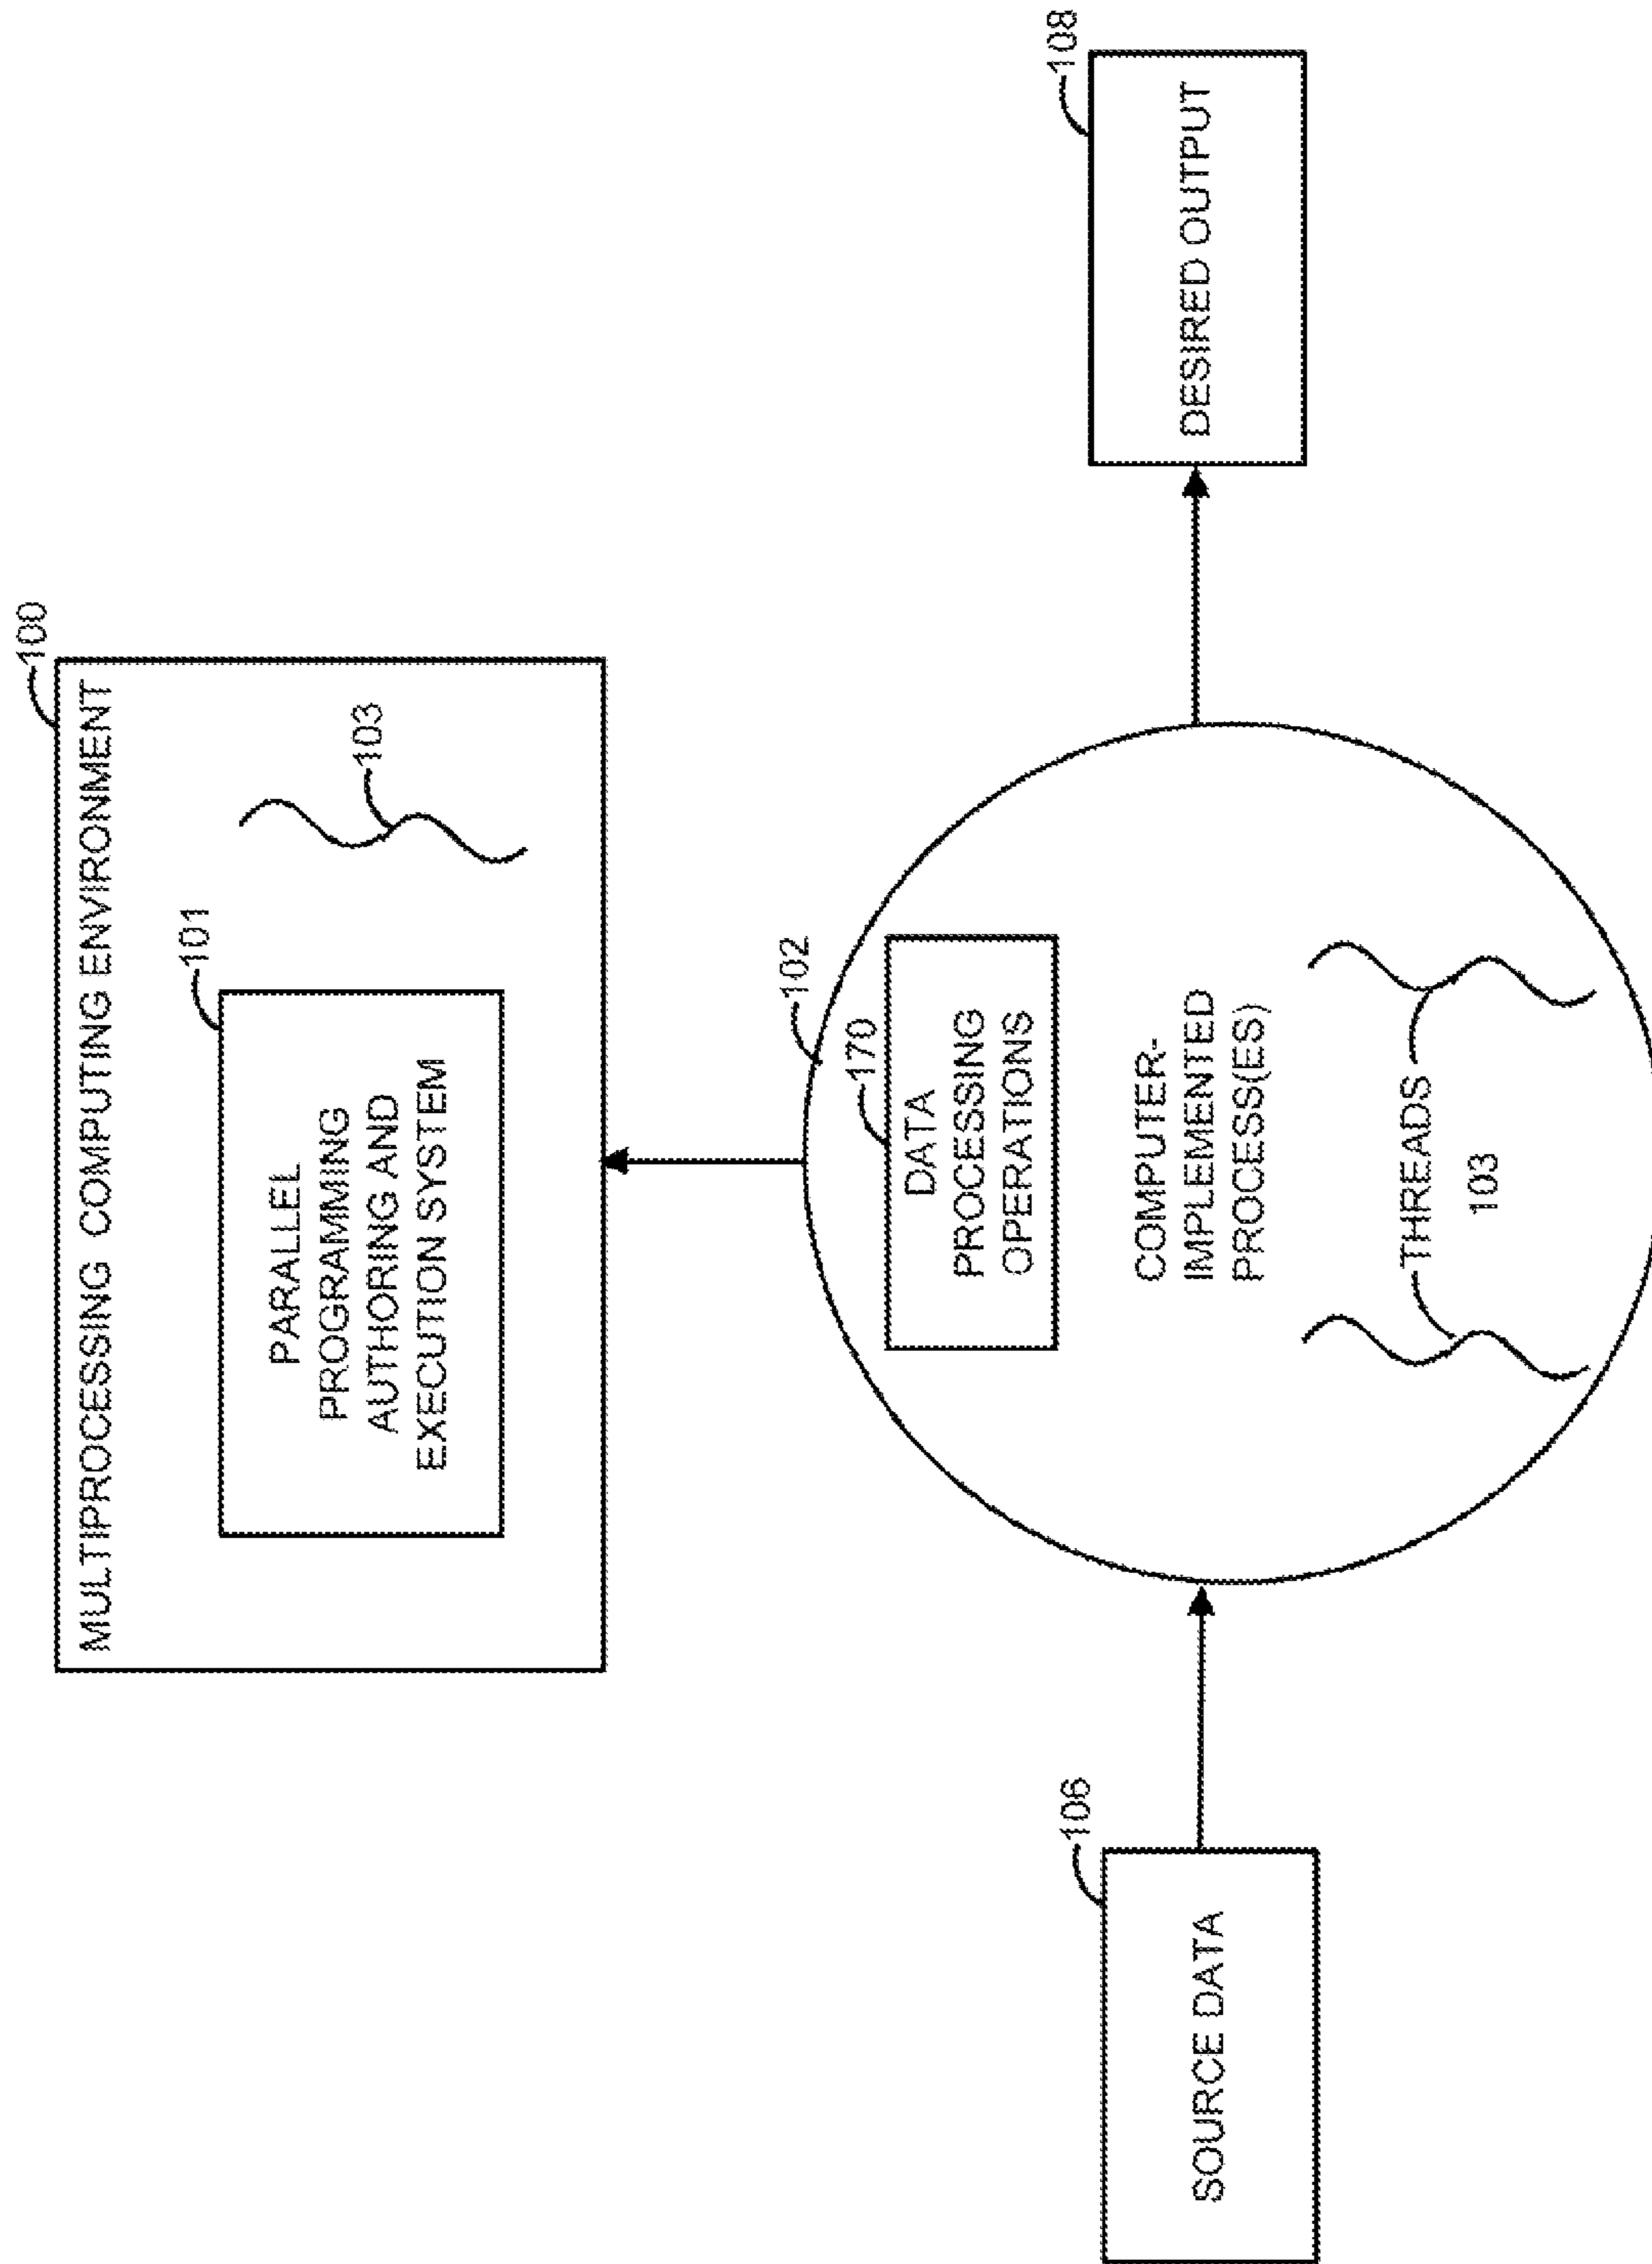 100
MULTIPROCESSING COMPUTING ENVIRONMENT
101
103
PARALLEL
PROGRAMMING
AUTHORING AND
EXECUTION SYSTEM
102
170
DATA
PROCESSING
OPERATIONS
COMPUTER-
IMPLEMENTED
PROCESS(ES)
THREADS
103
106
SOURCE DATA
108
DESIRED OUTPUT